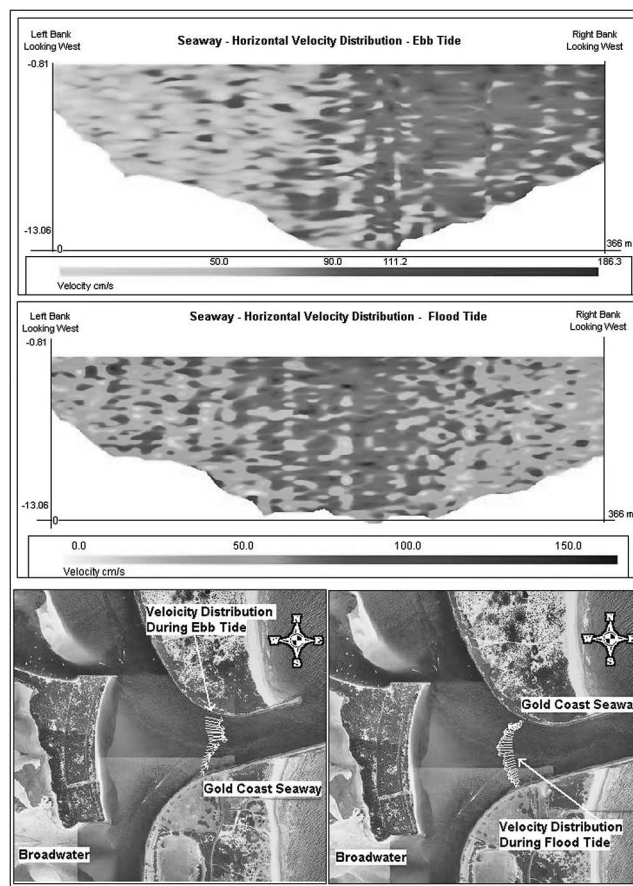 Left Bank
Looking West
Seaway - Horizontal Velocity Distribution - Ebb Tide
Right Bank
Looking West
-0.81
-13.06
0
366 m
50.0
90.0
111.2
186.3
Velocity cm/s
Left Bank
Looking West
Seaway - Horizontal Velocity Distribution - Flood Tide
Right Bank
Looking West
-0.81
-13.06
0
366 m
0.0
50.0
100.0
150.0
Velocity cm/s
Veloicity Distribution
During Ebb Tide
N
W
E
S
Gold Coast Seaway
Broadwater
N
W
E
S
Gold Coast Seawa
Velocity Distribution
During Flood Tide
Broadwater